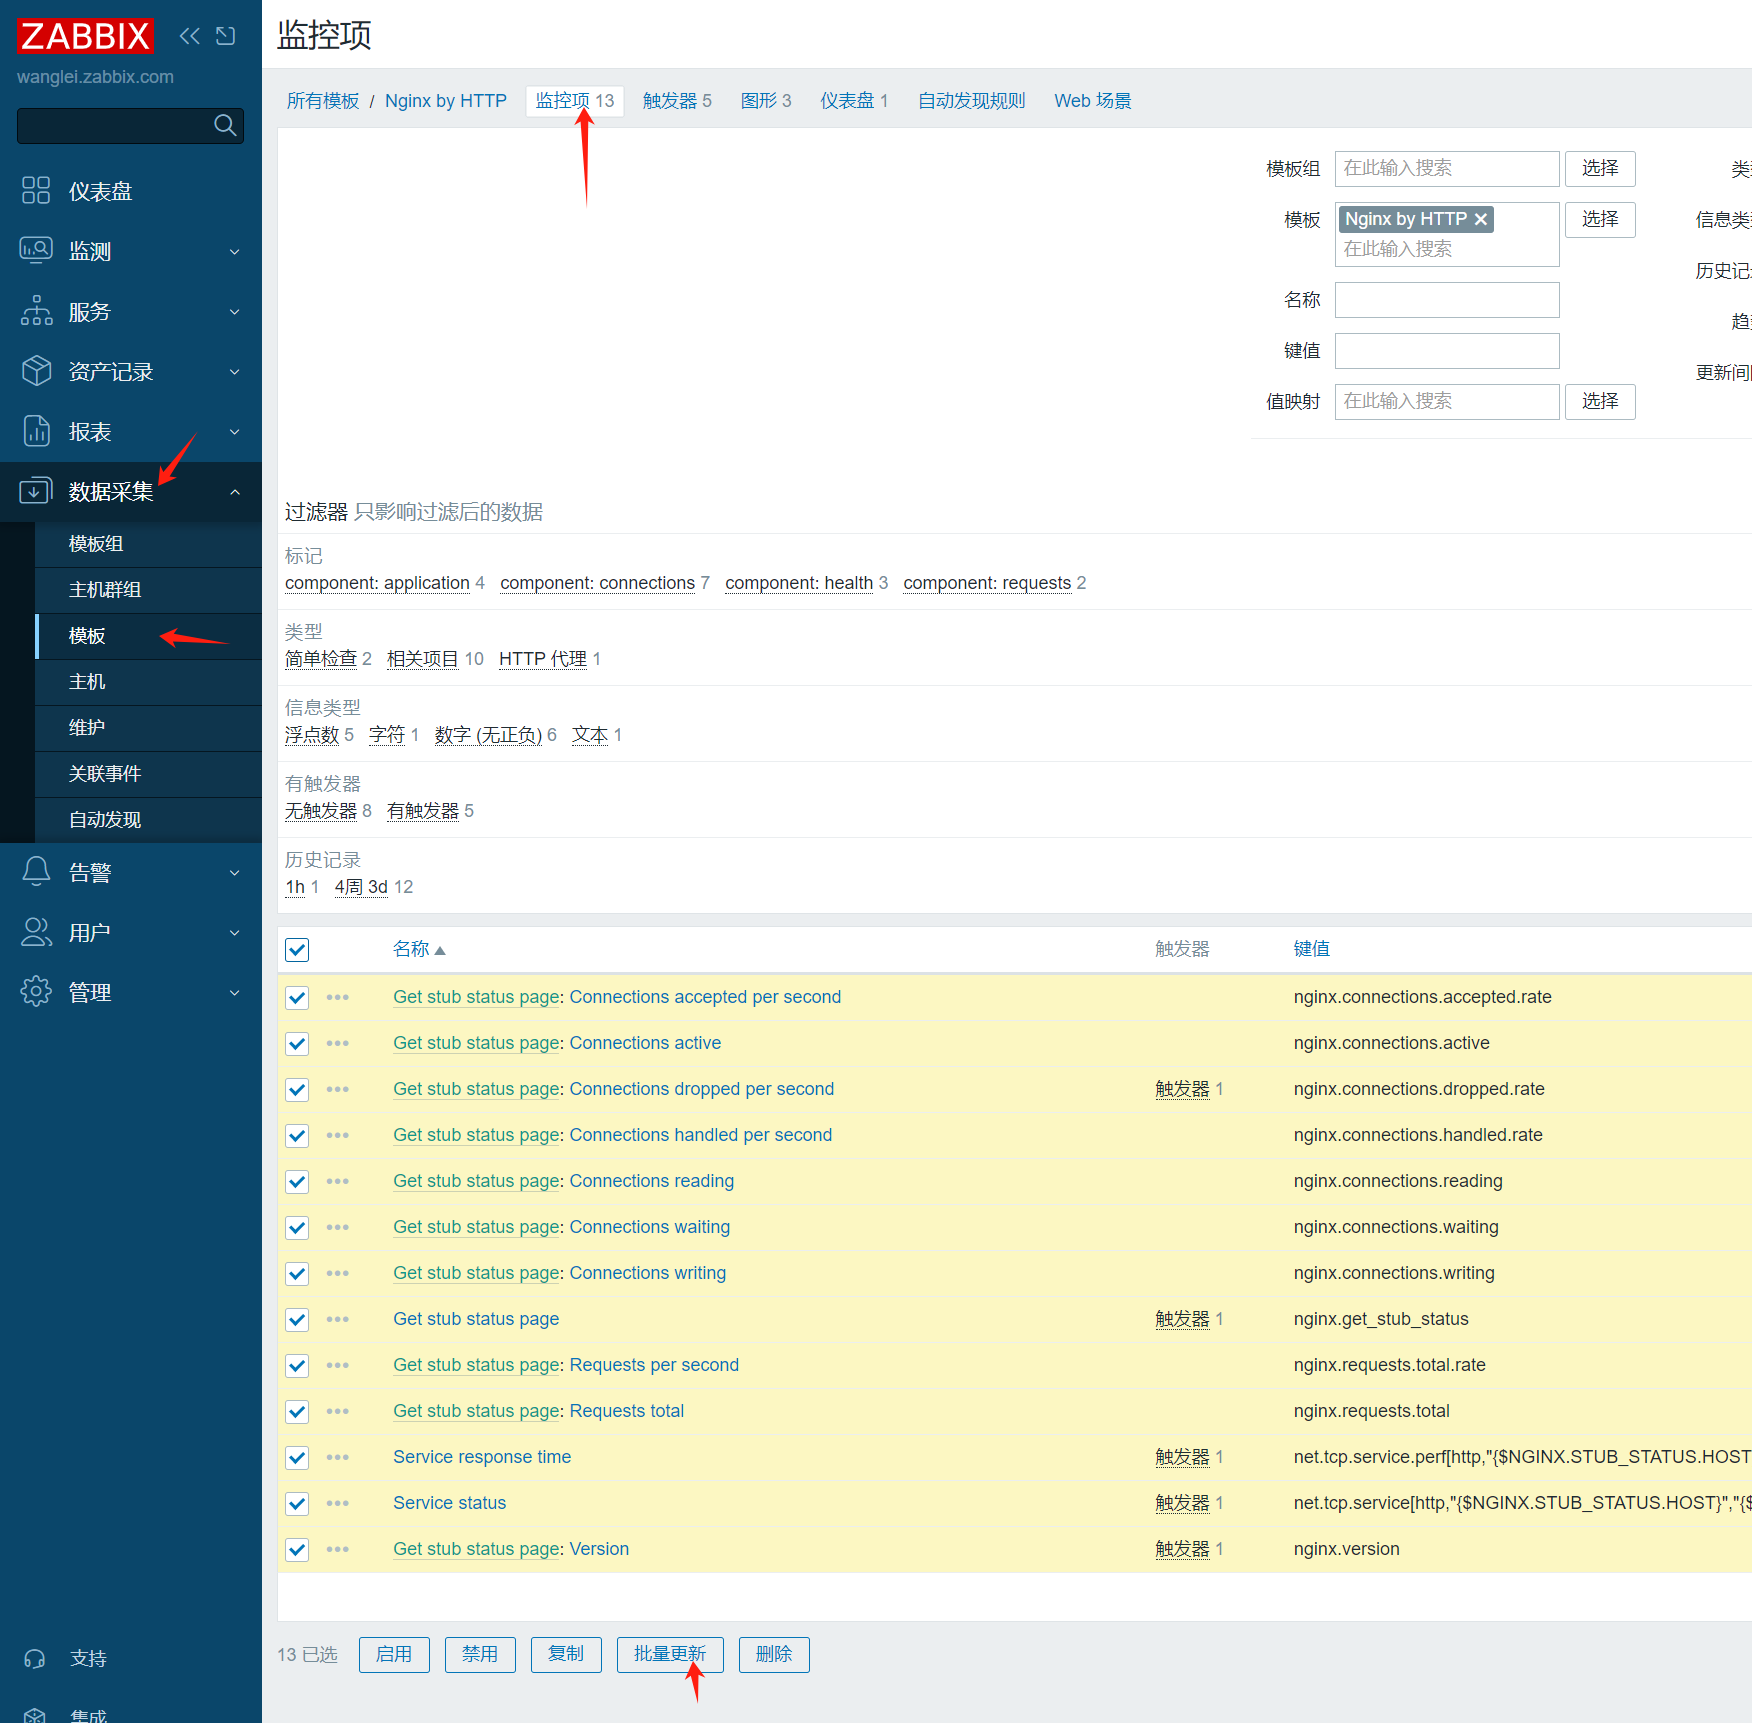 ZABBIX
wanglei.zabbix.com
仪表盘
监测
服务
资产记录
报表
数据采集
模板组
主机群组
模板
主机
维护
关联事件
自动发现
告警
用户
管理
支持
集成
监控项
所有模板 / Nginx by HTTP 监控项 13 触发器 5 图形 3 仪表盘 1 自动发现规则 Web 场景
模板组 在此输入搜索 选择
模板 Nginx by HTTP 选择 信息类
在此输入搜索
历史记
名称
键值
更新间
值映射 在此输入搜索 选择
过滤器 只影响过滤后的数据
标记
component: application 4 component: connections 7 component: health 3 component: requests 2
类型
简单检查 2 相关项目 10 HTTP 代理 1
信息类型
浮点数 5 字符 1 数字 (无正负) 6 文本 1
有触发器
无触发器 8 有触发器 5
历史记录
1h 1 4周 3d 12
名称 触发器 键值
Get stub status page: Connections accepted per second nginx.connections.accepted.rate
Get stub status page: Connections active nginx.connections.active
Get stub status page: Connections dropped per second 触发器 1 nginx.connections.dropped.rate
Get stub status page: Connections handled per second nginx.connections.handled.rate
Get stub status page: Connections reading nginx.connections.reading
Get stub status page: Connections waiting nginx.connections.waiting
Get stub status page: Connections writing nginx.connections.writing
Get stub status page 触发器 1 nginx.get_stub_status
Get stub status page: Requests per second nginx.requests.total.rate
Get stub status page: Requests total nginx.requests.total
Service response time 触发器 1 net.tcp.service.perf[http,"{$NGINX.STUB_STATUS.HOST
Service status 触发器 1 net.tcp.service[http,"{$NGINX.STUB_STATUS.HOST}","{$
Get stub status page: Version 触发器 1 nginx.version
13 已选 启用 禁用 复制 批量更新 删除